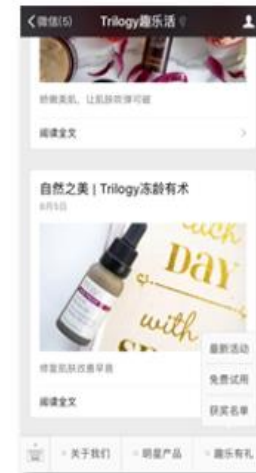 微信(5) Trilogy趣乐活
娇嫩美肌，让肌肤吹弹可破
阅读全文
自然之美 | Trilogy冻龄有术
8月5日
each
DAY
with
修复肌肤改善早衰
阅读全文
最新活动
免费试用
获奖名单
关于我们 明星产品 趣乐有礼